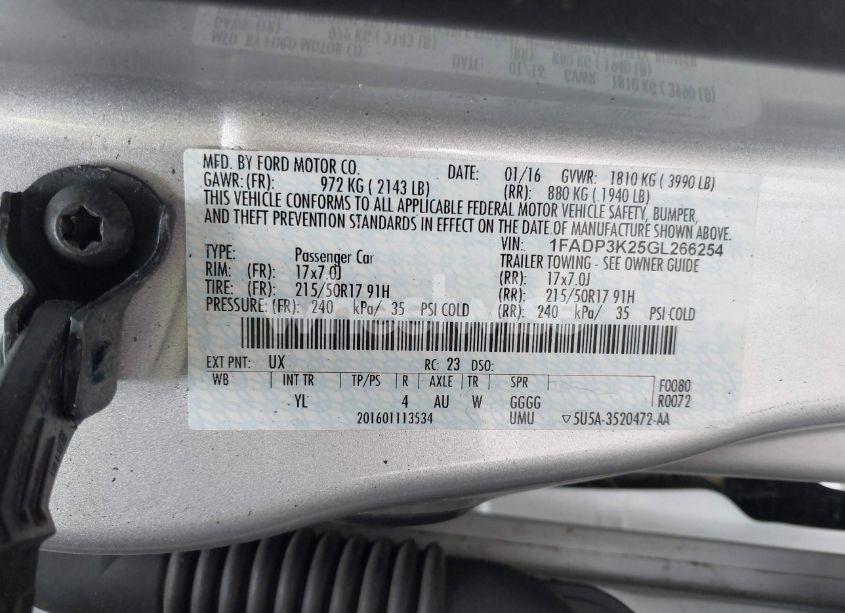 MFD. BY FORD MOTOR CO. DATE: 01/16 GVWR: 1810 KG ( 3990 LB)
GAWR: (FR): 972 KG ( 2143 LB) (RR): 880 KG ( 1940 LB)
THIS VEHICLE CONFORMS TO ALL APPLICABLE FEDERAL MOTOR VEHICLE SAFETY, BUMPER,
AND THEFT PREVENTION STANDARDS IN EFFECT ON THE DATE OF MANUFACTURE SHOWN ABOVE.
VIN: 1FADP3K25GL266254
TYPE: Passenger Car TRAILER TOWING - SEE OWNER GUIDE
RIM: (FR): 17x7.0J (RR): 17x7.0J
TIRE: (FR): 215/50R17 91H (RR): 215/50R17 91H
PRESSURE: (FR): 240 kPa/ 35 PSI COLD (RR): 240 kPa/ 35 PSI COLD
EXT PNT: UX RC: 23 DSO:
WB INT TR TP/PS R AXLE TR SPR F0080
YL 4 AU W GGGG R0072
201601113534 UMU ▽5U5A-3520472-AA